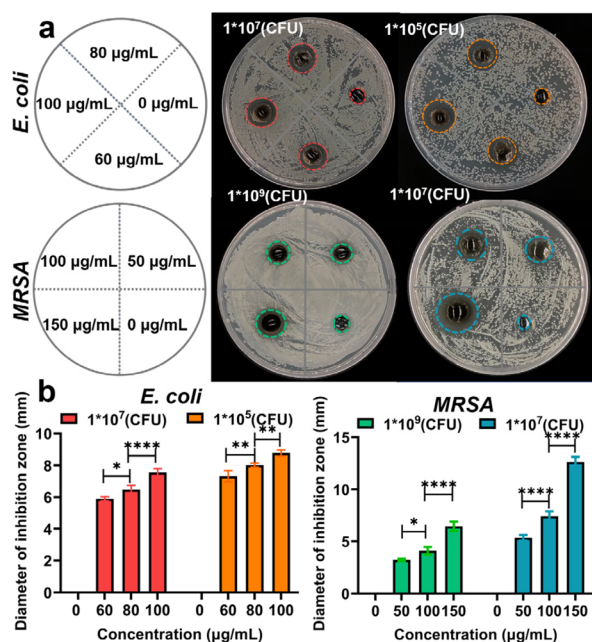 a
E. coli
80 µg/mL
100 µg/mL
0 µg/mL
60 µg/mL
1*10⁷(CFU)
1*10⁵(CFU)
MRSA
100 µg/mL
50 µg/mL
150 µg/mL
0 µg/mL
1*10⁹(CFU)
1*10⁷(CFU)
b
E. coli
1*10⁷(CFU)
1*10⁵(CFU)
Diameter of inhibition zone (mm)
10
8
6
4
2
0
* **** ** **
0 60 80 100 0 60 80 100
Concentration (µg/mL)
MRSA
1*10⁹(CFU)
1*10⁷(CFU)
Diameter of inhibition zone (mm)
15
10
5
0
* **** **** ****
0 50 100 150 0 50 100 150
Concentration (µg/mL)